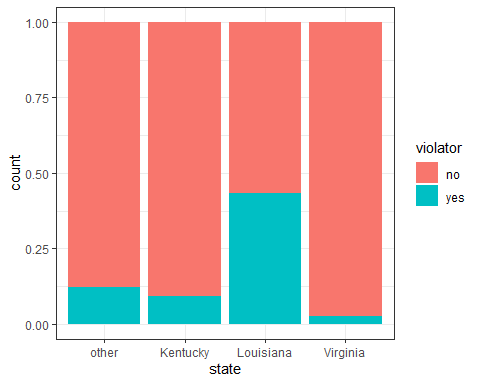 1.00
0.75
0.50
0.25
0.00
count
other Kentucky Louisiana Virginia
state
violator
no
yes